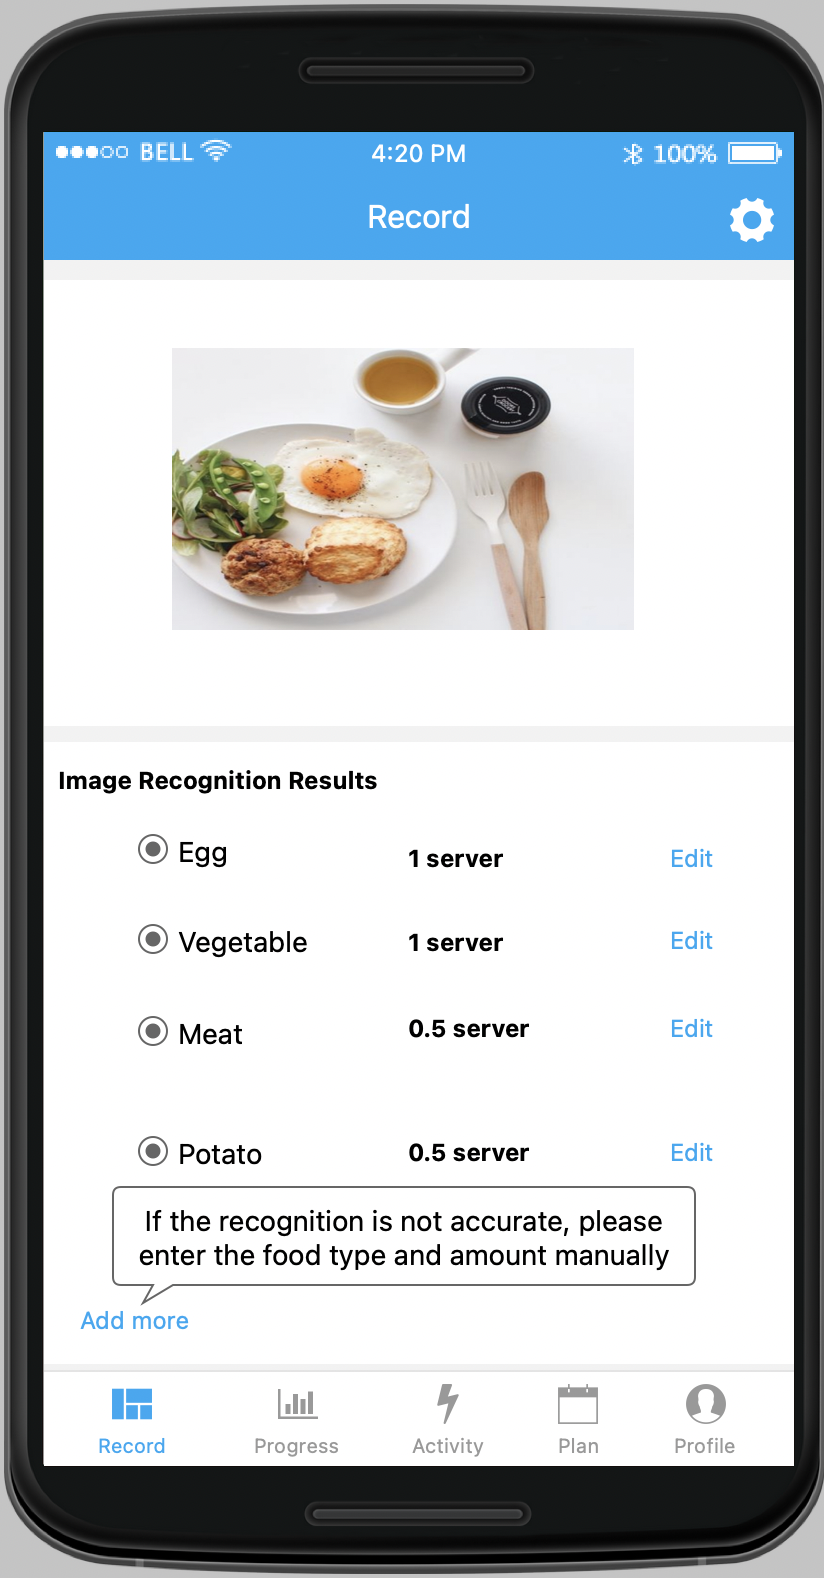 BELL 4:20 PM 100%
Record
Image Recognition Results
Egg 1 server Edit
Vegetable 1 server Edit
Meat 0.5 server Edit
Potato 0.5 server Edit
If the recognition is not accurate, please
enter the food type and amount manually
Add more
Record Progress Activity Plan Profile